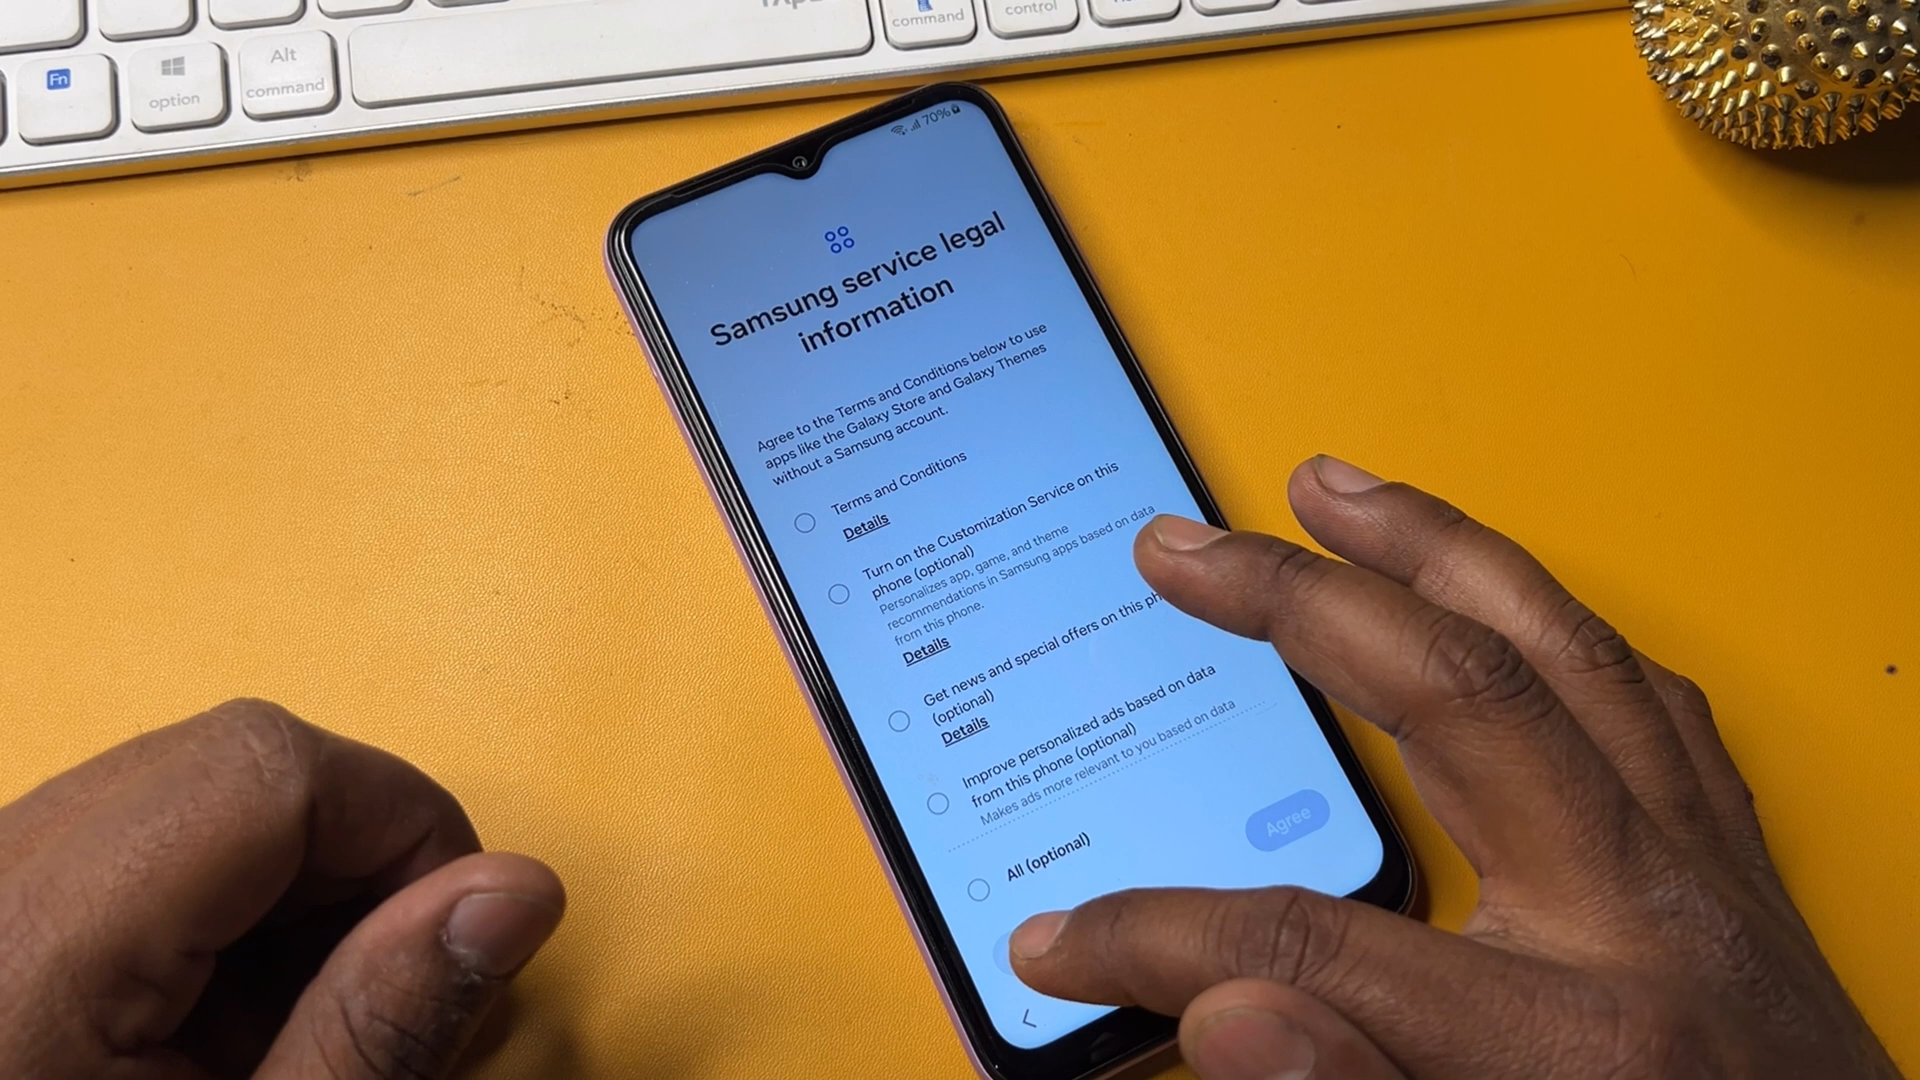 command
control
Fn
option
Alt
command
70%
Samsung service legal
information
Agree to the Terms and Conditions below to use
apps like the Galaxy Store and Galaxy Themes
without a Samsung account.
Terms and Conditions
Details
Turn on the Customization Service on this
phone (optional)
Personalizes app, game, and theme
recommendations in Samsung apps based on data
from this phone.
Details
Get news and special offers on this
(optional)
Details
Improve personalized ads based on data
from this phone (optional)
Makes ads more relevant to you based on data
Agree
All (optional)